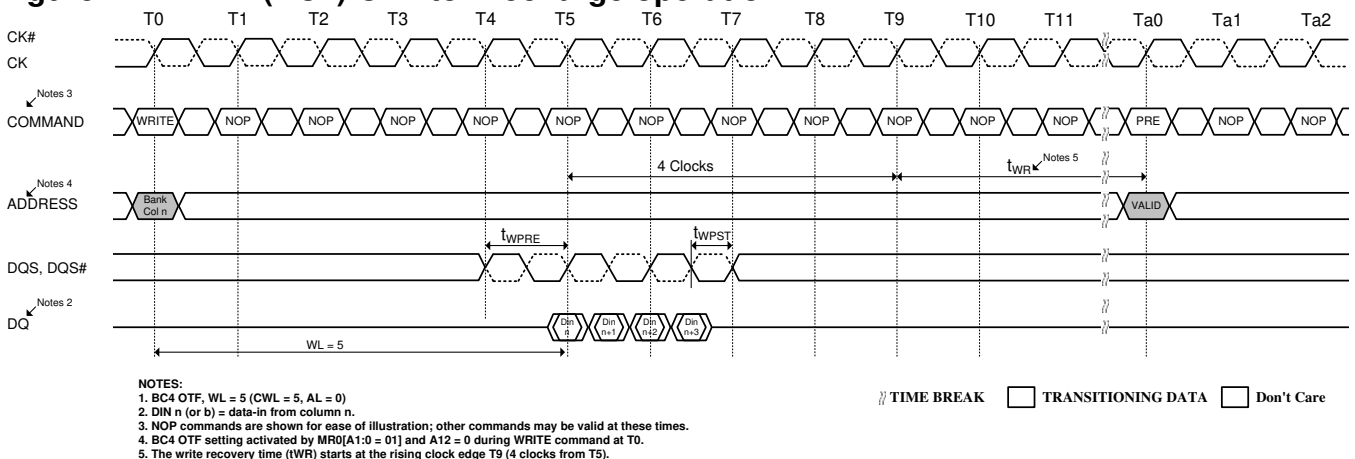 T0 T1 T2 T3 T4 T5 T6 T7 T8 T9 T10 T11 Ta0 Ta1 Ta2
CK#
CK
Notes 3
COMMAND
WRITE NOP NOP NOP NOP NOP NOP NOP NOP NOP NOP NOP PRE NOP NOP
4 Clocks
tWR
Notes 5
Notes 4
ADDRESS
Bank
Col n
VALID
tWPRE
tWPST
DQS, DQS#
Notes 2
DQ
Din
n
Din
n+1
Din
n+2
Din
n+3
WL = 5
NOTES:
1. BC4 OTF, WL = 5 (CWL = 5, AL = 0)
2. DIN n (or b) = data-in from column n.
3. NOP commands are shown for ease of illustration; other commands may be valid at these times.
4. BC4 OTF setting activated by MR0[A1:0 = 01] and A12 = 0 during WRITE command at T0.
5. The write recovery time (tWR) starts at the rising clock edge T9 (4 clocks from T5).
TIME BREAK
TRANSITIONING DATA
Don't Care